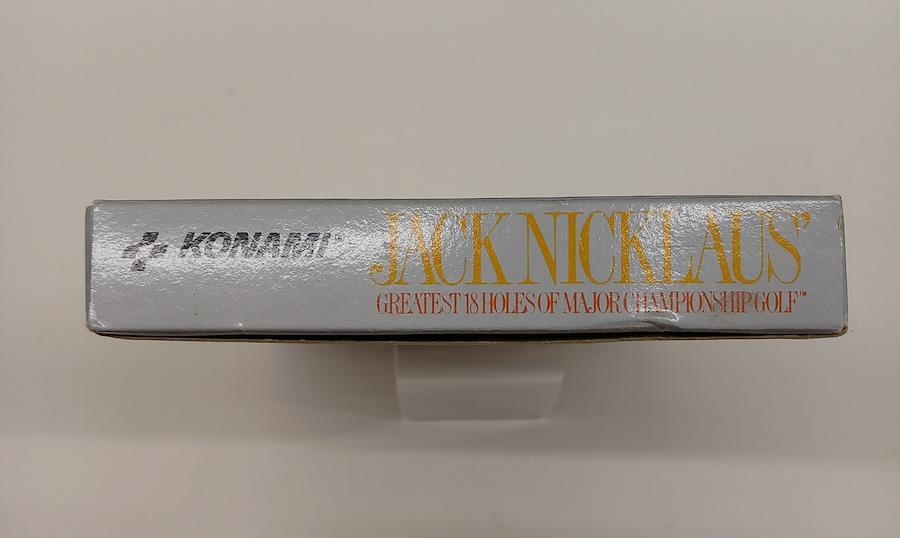 KONAMI®
JACK NICKLAUS'
GREATEST 18 HOLES OF MAJOR CHAMPIONSHIP GOLF™